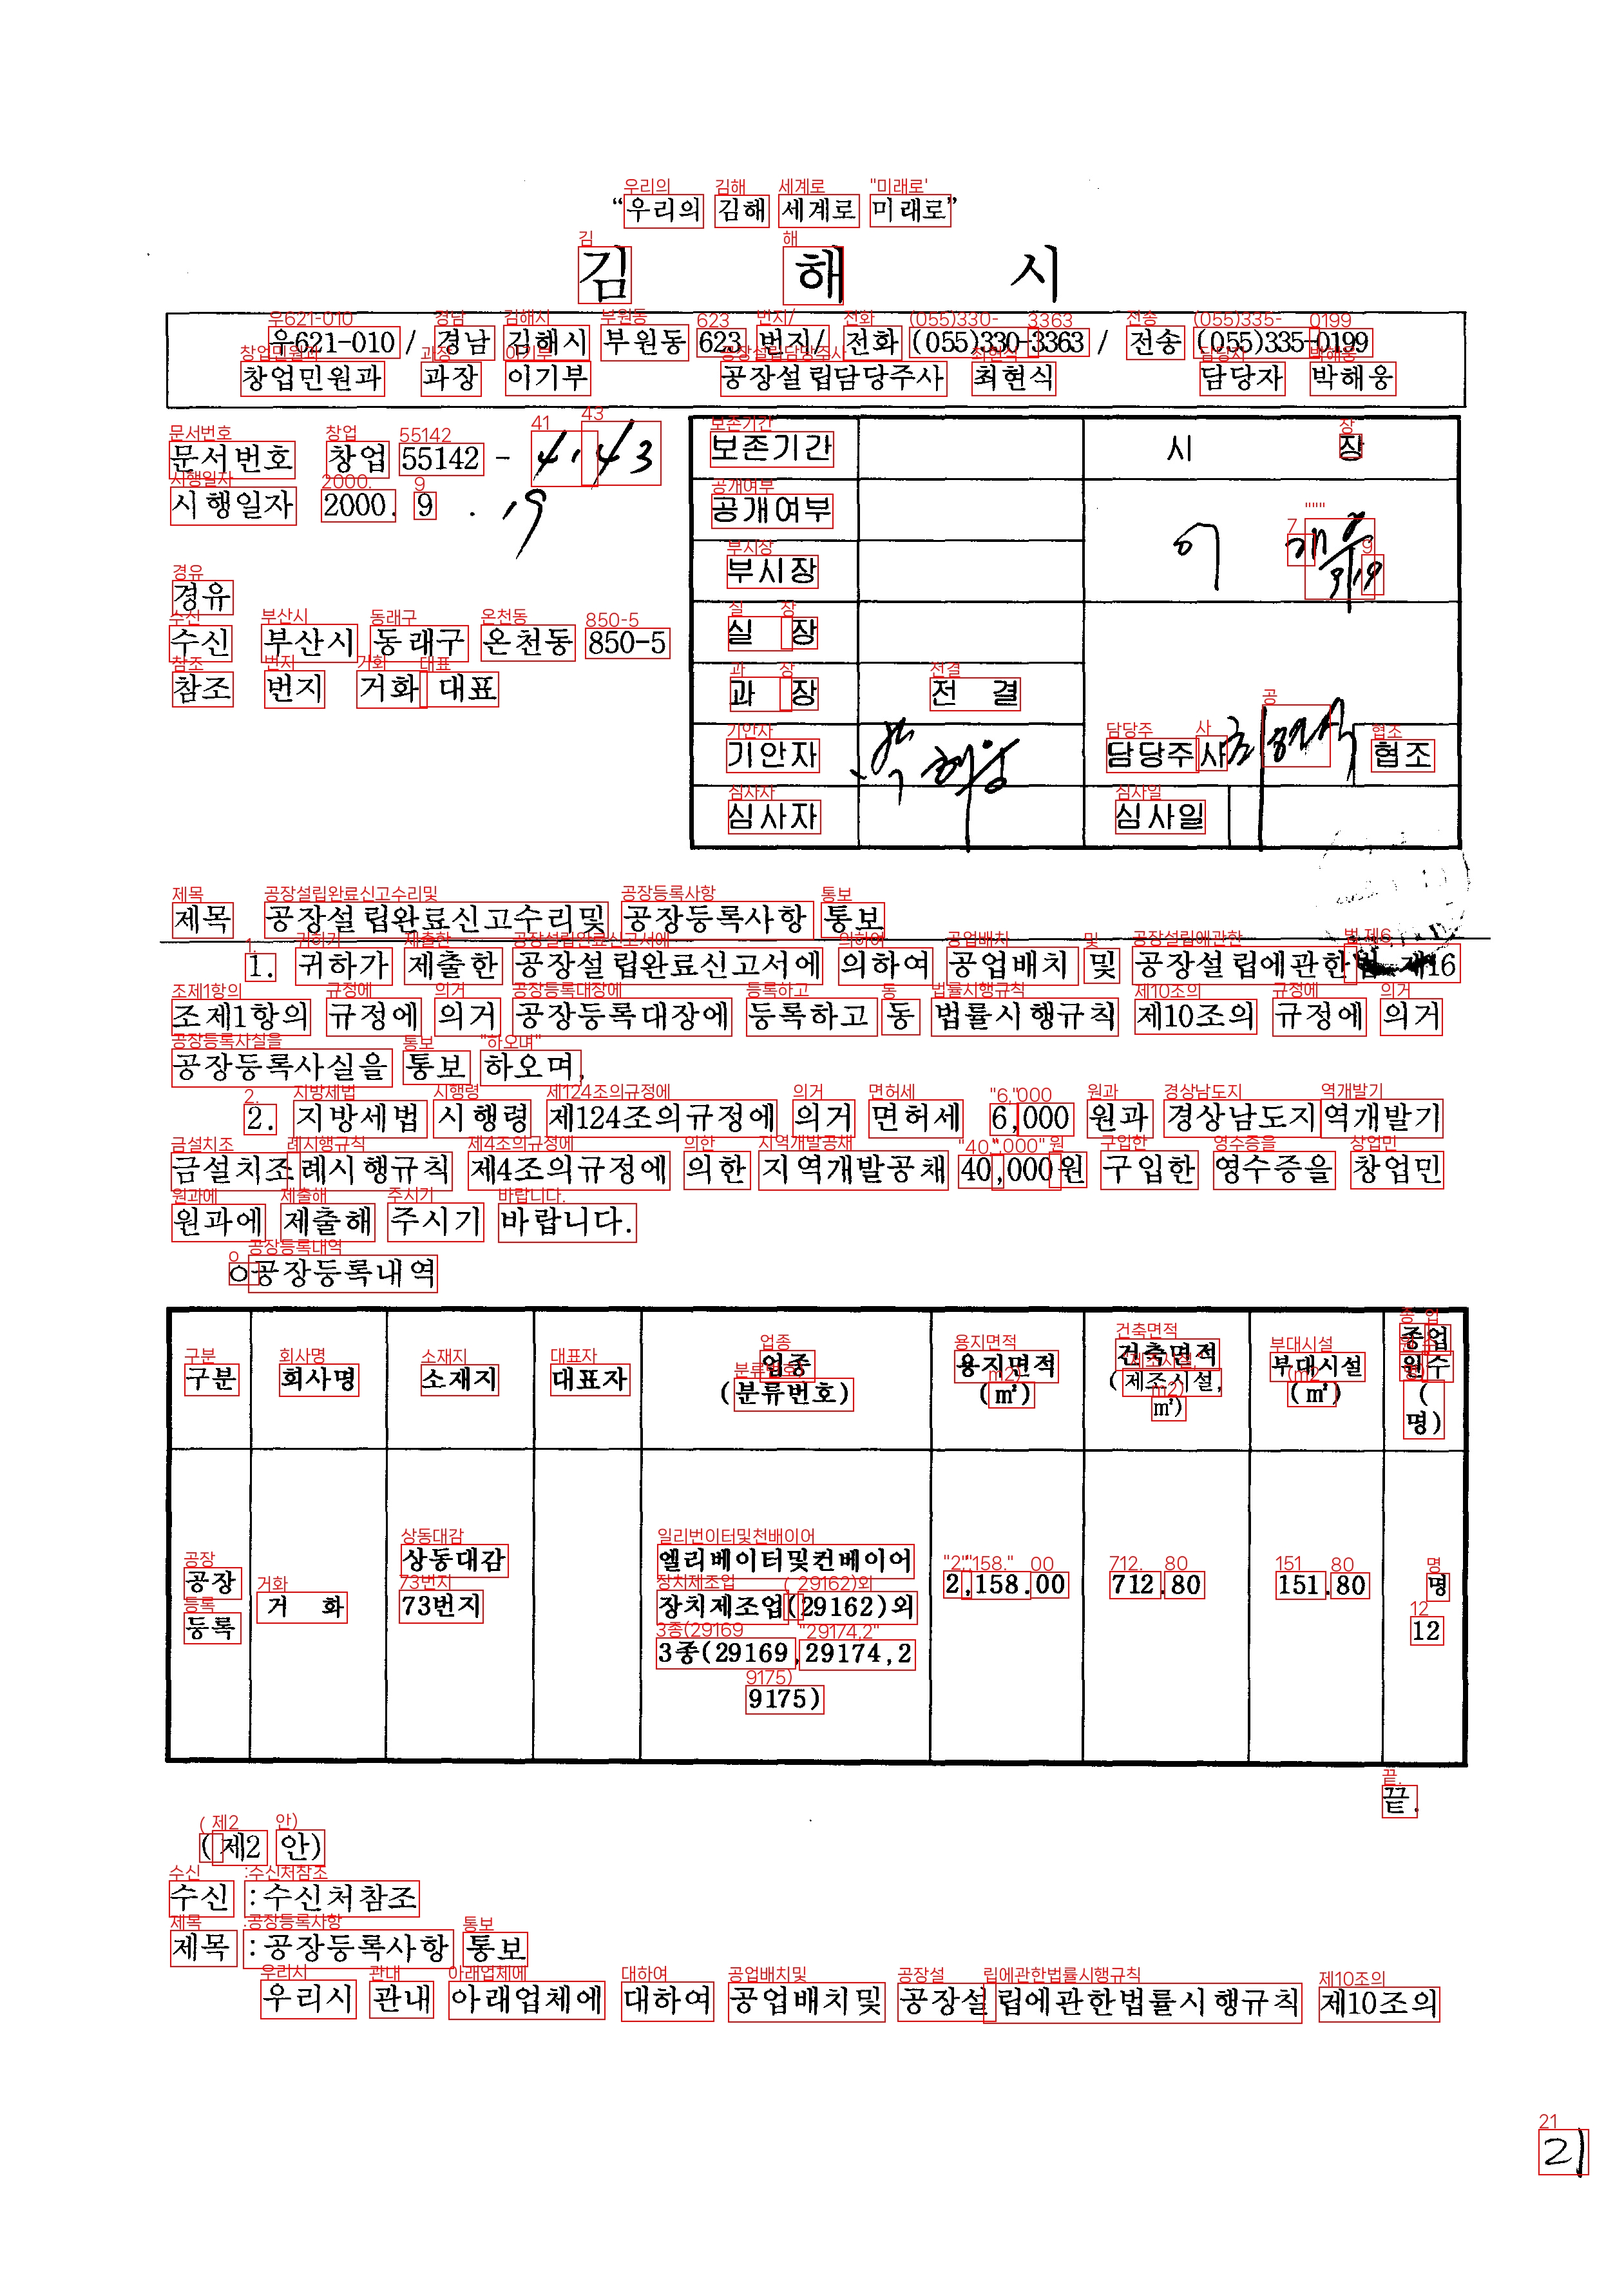 “우리의 김해 세계로 미래로”
김 해 시
우621-010 / 경남 김해시 부원동 623 번지/ 전화 (055)330-3363 / 전송 (055)335-0199
창업민원과 과장 이기부 공장설립담당주사 최현식 담당자 박해웅
문서번호 창업 55142 - 4143
시행일자 2000. 9 . 19
경유
수신 부산시 동래구 온천동 850-5
참조 번지 거화 대표
보존기간 시 장
공개여부
부시장
9/19
실 장
과 장 전 결
기안자 담당주사 협조
심사자 심사일
제목 공장설립완료신고수리및 공장등록사항 통보
1. 귀하가 제출한 공장설립완료신고서에 의하여 공업배치 및 공장설립에관한법 제16
조제1항의 규정에 의거 공장등록대장에 등록하고 동 법률시행규칙 제10조의 규정에 의거
공장등록사실을 통보 하오며,
2. 지방세법 시행령 제124조의규정에 의거 면허세 6,000 원과 경상남도지역개발기
금설치조례시행규칙 제4조의규정에 의한 지역개발공채 40,000원 구입한 영수증을 창업민
원과에 제출해 주시기 바랍니다.
○공장등록내역
구분 회사명 소재지 대표자 업종 (분류번호) 용지면적 (㎡) 건축면적 (제조시설, ㎡) 부대시설 (㎡) 종업원수(명)
공장등록 거 화 상동대감 73번지 엘리베이터및컨베이어 장치제조업(29162)외 3종(29169,29174,29175) 2,158.00 712.80 151.80 명 12
끝.
(제2 안)
수신 :수신처참조
제목 :공장등록사항 통보
우리시 관내 아래업체에 대하여 공업배치및 공장설립에관한법률시행규칙 제10조의
21